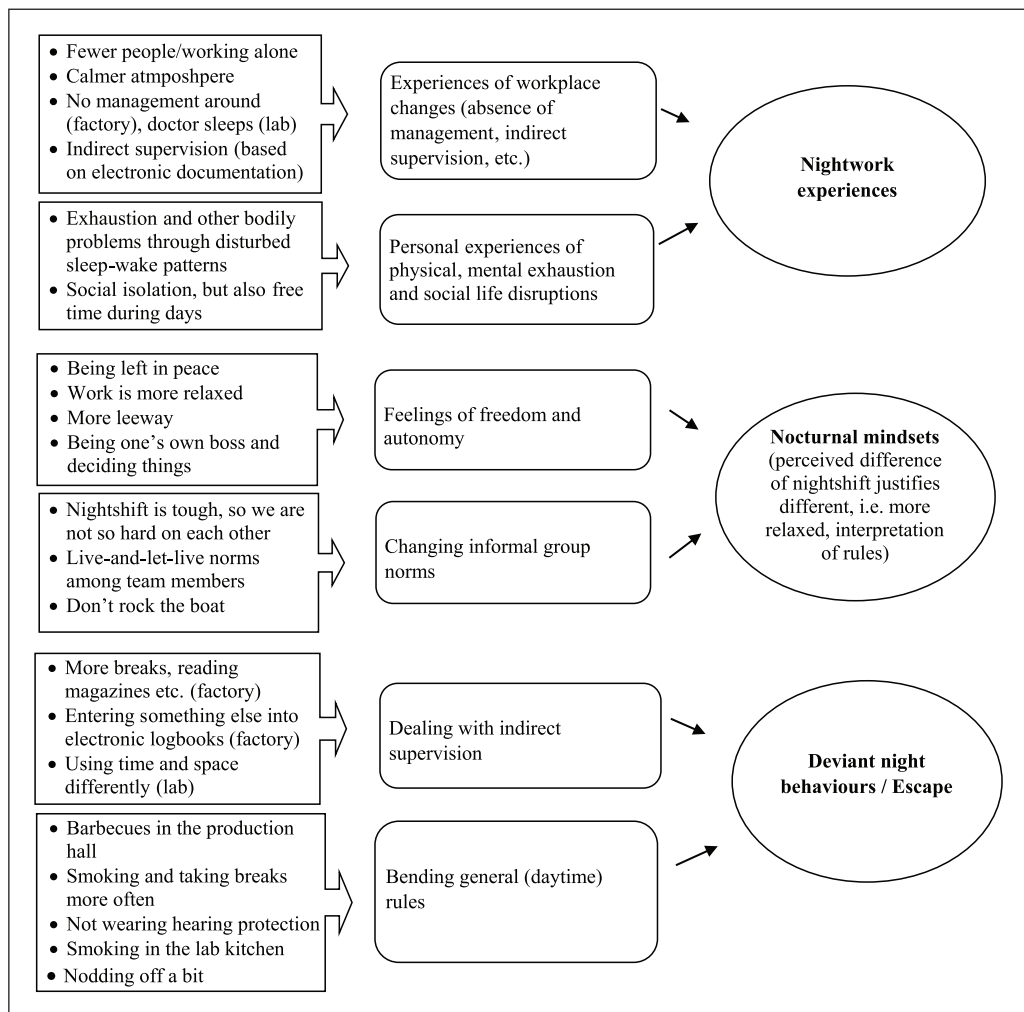 • Fewer people/working alone
• Calmer atmposhpere
• No management around
(factory), doctor sleeps (lab)
• Indirect supervision (based
on electronic documentation)
Experiences of workplace
changes (absence of
management, indirect
supervision, etc.)
• Exhaustion and other bodily
problems through disturbed
sleep-wake patterns
• Social isolation, but also free
time during days
Personal experiences of
physical, mental exhaustion
and social life disruptions
Nightwork
experiences
• Being left in peace
• Work is more relaxed
• More leeway
• Being one’s own boss and
deciding things
Feelings of freedom and
autonomy
• Nightshift is tough, so we are
not so hard on each other
• Live-and-let-live norms
among team members
• Don’t rock the boat
Changing informal group
norms
Nocturnal mindsets
(perceived difference
of nightshift justifies
different, i.e. more
relaxed, interpretation
of rules)
• More breaks, reading
magazines etc. (factory)
• Entering something else into
electronic logbooks (factory)
• Using time and space
differently (lab)
Dealing with indirect
supervision
• Barbecues in the production
hall
• Smoking and taking breaks
more often
• Not wearing hearing protection
• Smoking in the lab kitchen
• Nodding off a bit
Bending general (daytime)
rules
Deviant night
behaviours / Escape